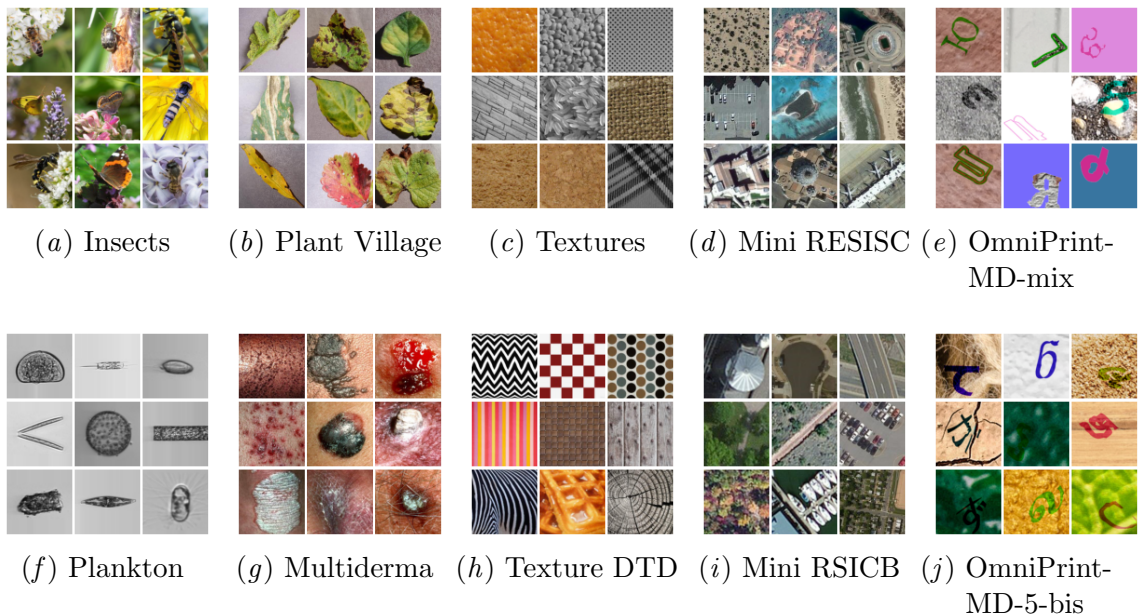 (a) Insects
(b) Plant Village
(c) Textures
(d) Mini RESISC
(e) OmniPrint-
MD-mix
(f) Plankton
(g) Multiderma
(h) Texture DTD
(i) Mini RSICB
(j) OmniPrint-
MD-5-bis